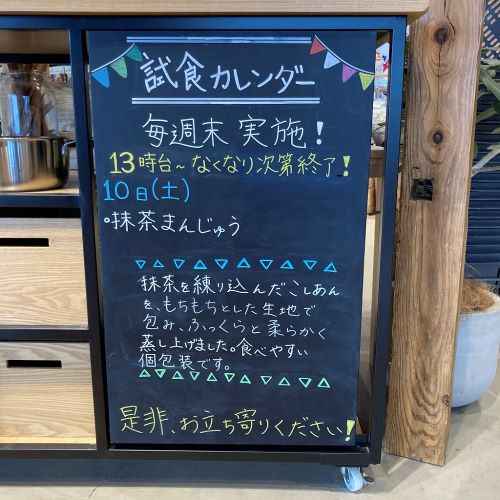 試食カレンダー
毎週末 実施!
13時台~なくなり次第終了!
10日(土)
・抹茶まんじゅう
抹茶を練り込んだこしあん
を、もちもちとした生地で
包み、ふっくらと柔らかく
蒸し上げました。食べやすい
個包装です。
是非、お立ち寄りください!